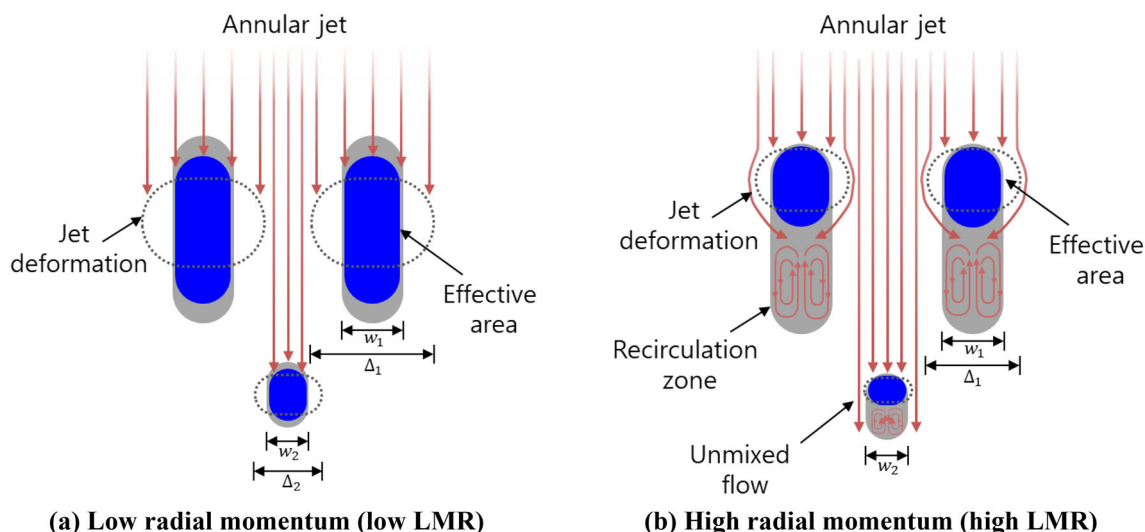 Annular jet
Jet
deformation
Effective
area
w₁
Δ₁
w₂
Δ₂
(a) Low radial momentum (low LMR)
Annular jet
Jet
deformation
Effective
area
Recirculation
zone
w₁
Δ₁
Unmixed
flow
w₂
(b) High radial momentum (high LMR)